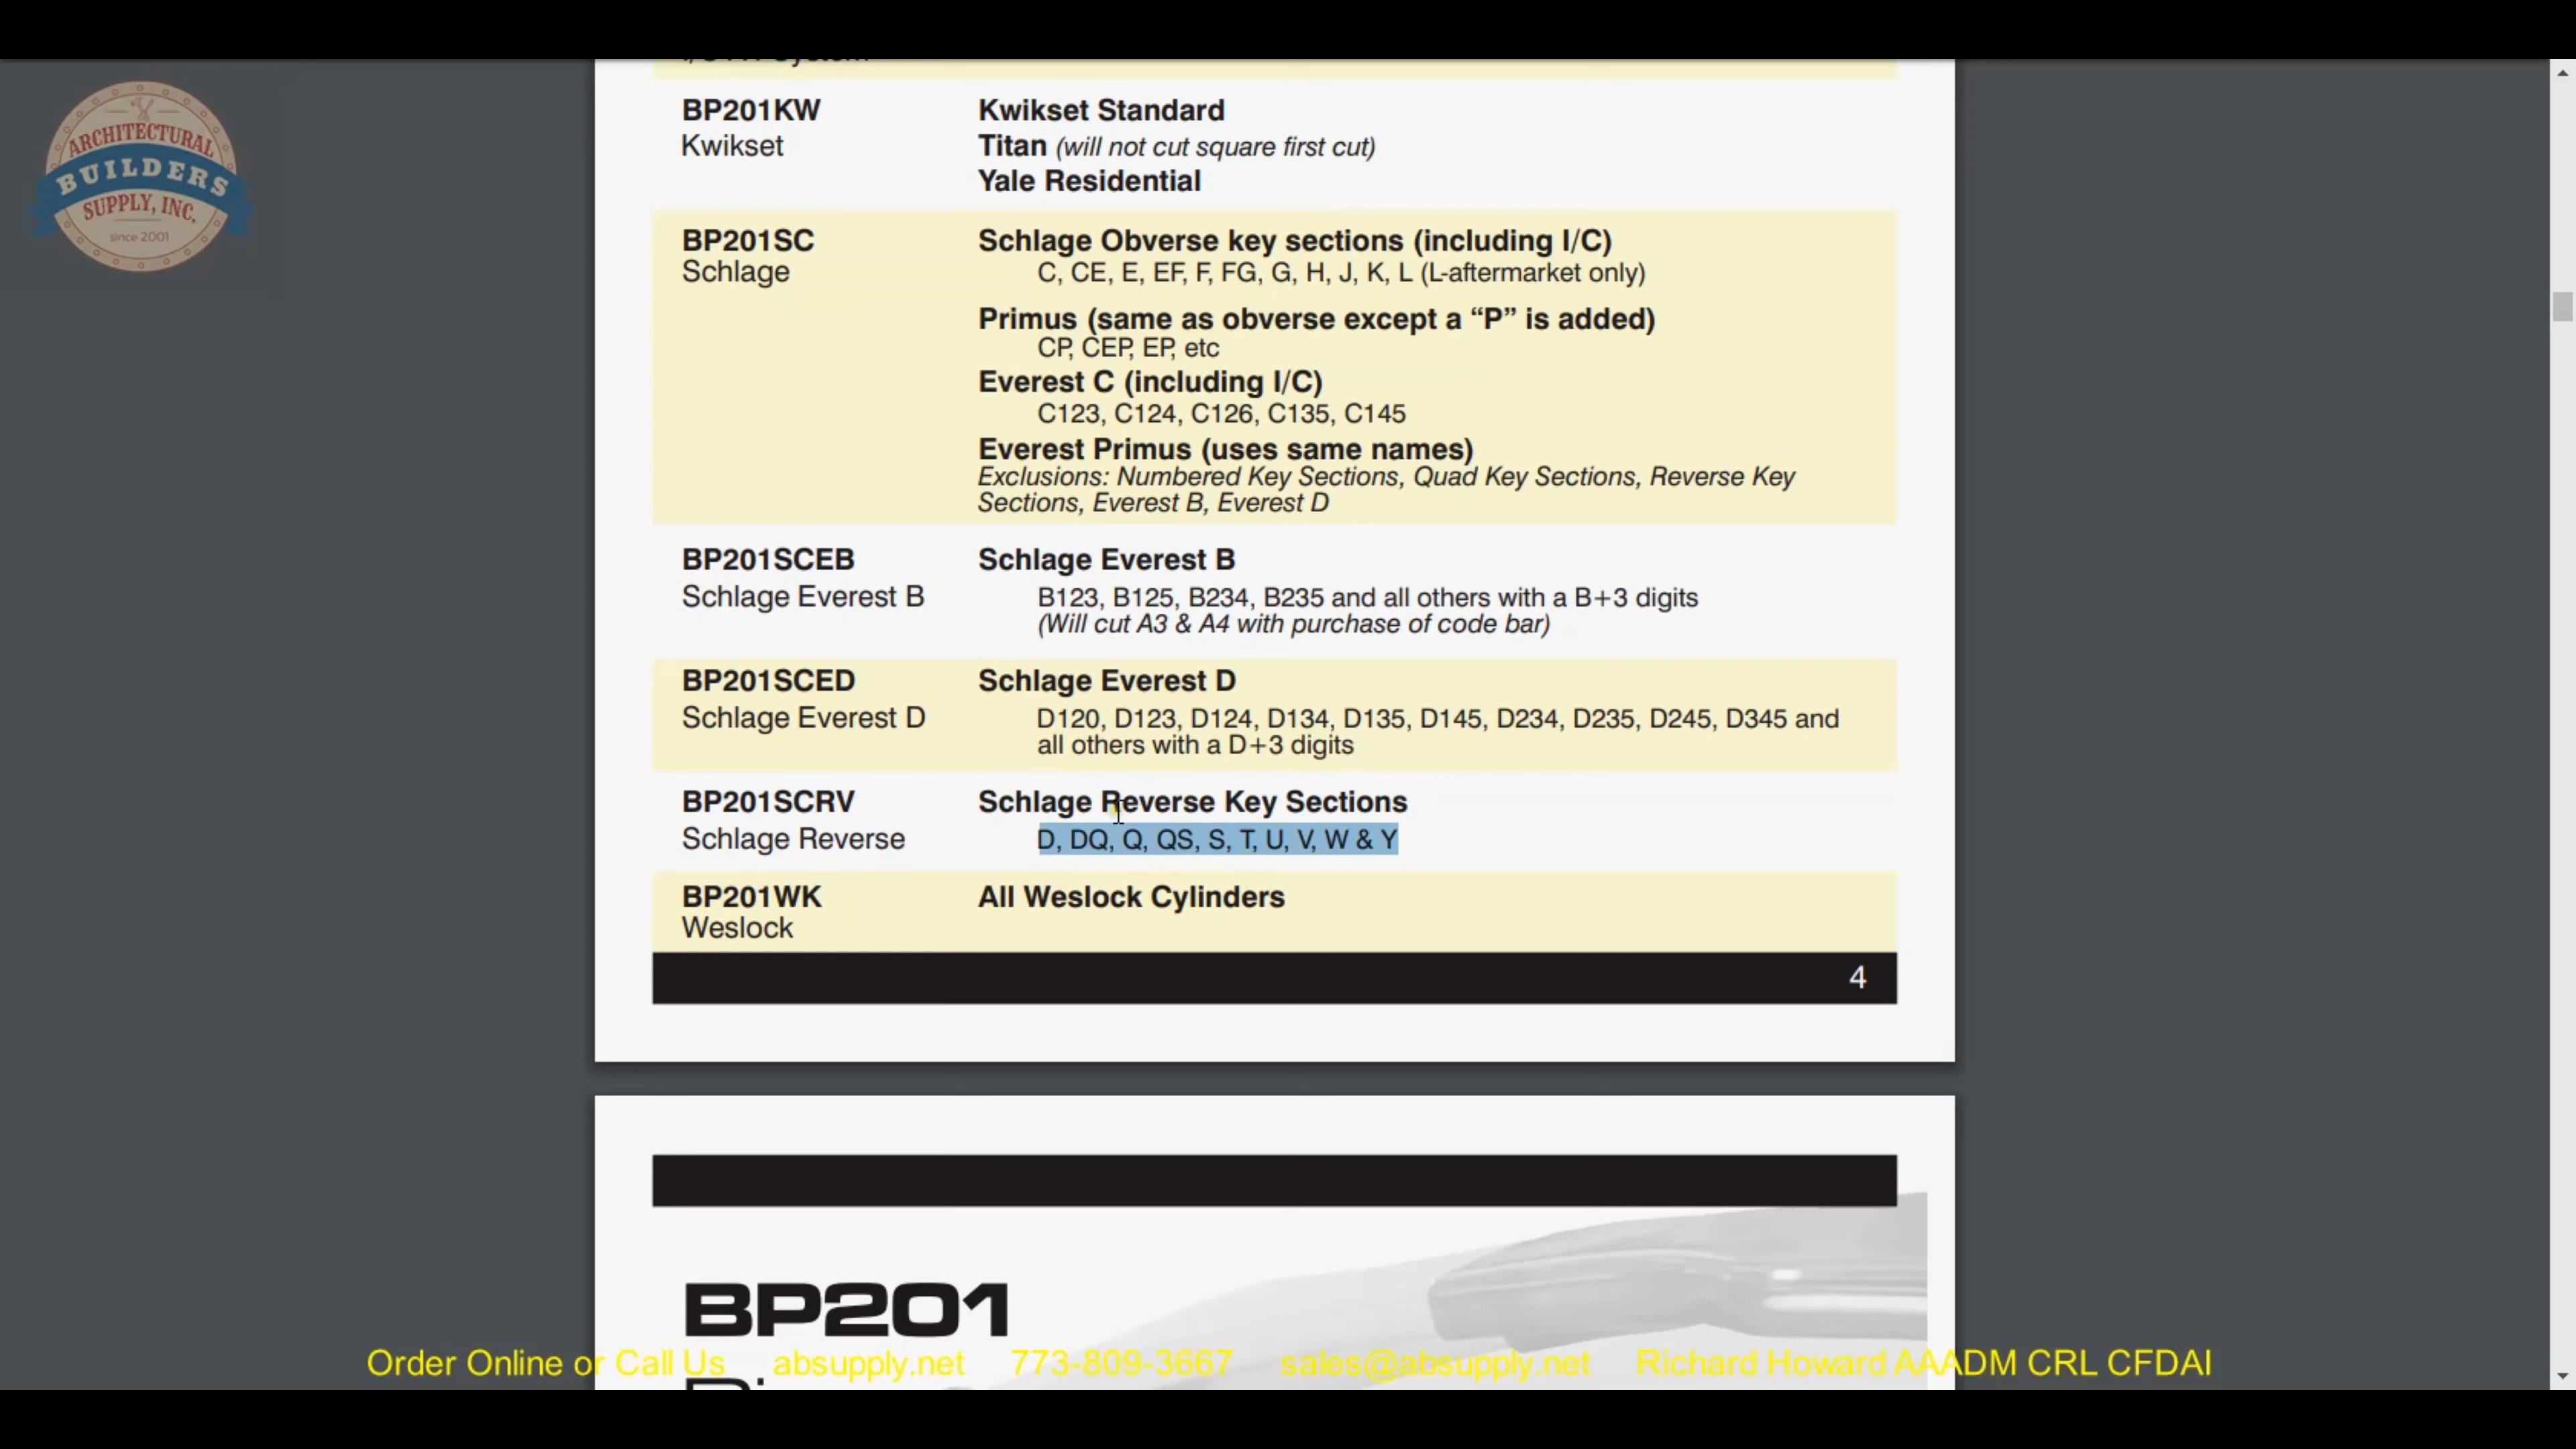 ARCHITECTURAL
BUILDERS
SUPPLY, INC.
since 2001
BP201KW
Kwikset
Kwikset Standard
Titan (will not cut square first cut)
Yale Residential
BP201SC
Schlage
Schlage Obverse key sections (including I/C)
C, CE, E, EF, F, FG, G, H, J, K, L (L-aftermarket only)
Primus (same as obverse except a “P” is added)
CP, CEP, EP, etc
Everest C (including I/C)
C123, C124, C126, C135, C145
Everest Primus (uses same names)
Exclusions: Numbered Key Sections, Quad Key Sections, Reverse Key
Sections, Everest B, Everest D
BP201SCEB
Schlage Everest B
Schlage Everest B
B123, B125, B234, B235 and all others with a B+3 digits
(Will cut A3 & A4 with purchase of code bar)
BP201SCED
Schlage Everest D
Schlage Everest D
D120, D123, D124, D134, D135, D145, D234, D235, D245, D345 and
all others with a D+3 digits
BP201SCRV
Schlage Reverse
Schlage Reverse Key Sections
D, DQ, Q, QS, S, T, U, V, W & Y
BP201WK
Weslock
All Weslock Cylinders
4
BP201
Order Online or Call Us absupply.net 773-809-3667 sales@absupply.net Richard Howard AAADM CRL CFDAI